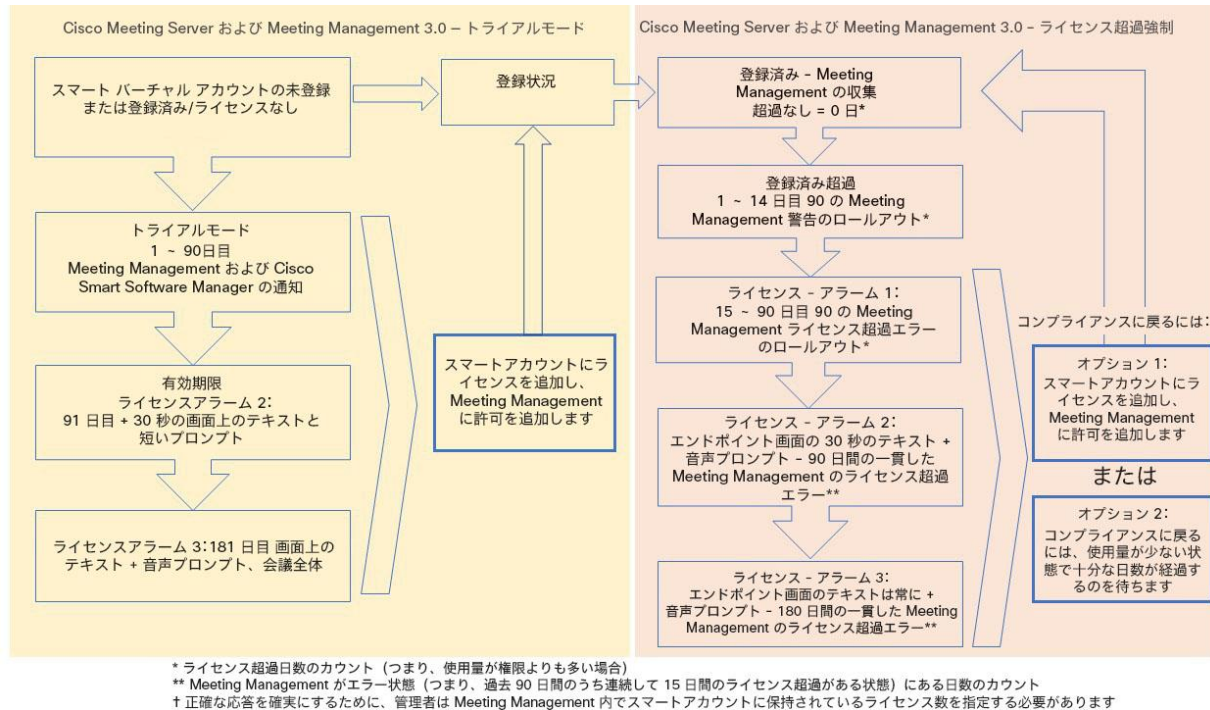 Cisco Meeting Server および Meeting Management 3.0 – トライアルモード
スマート バーチャル アカウントの未登録
または登録済み/ライセンスなし
登録状況
トライアルモード
1 ~ 90日目
Meeting Management および Cisco
Smart Software Manager の通知
有効期限
ライセンスアラーム 2:
91 日目 + 30 秒の画面上のテキストと
短いプロンプト
ライセンスアラーム 3:181 日目 画面上の
テキスト + 音声プロンプト、会議全体
スマートアカウントにラ
イセンスを追加し、
Meeting Management
に許可を追加します
Cisco Meeting Server および Meeting Management 3.0 – ライセンス超過強制
登録済み - Meeting
Management の収集
超過なし = 0 日*
登録済み超過
1 ~ 14 日目 90 の Meeting
Management 警告のロールアウト*
ライセンス - アラーム 1:
15 ~ 90 日目 90 の Meeting
Management ライセンス超過エラー
のロールアウト*
ライセンス - アラーム 2:
エンドポイント画面の 30 秒のテキスト +
音声プロンプト – 90 日間の一貫した
Meeting Management のライセンス超過
エラー**
ライセンス - アラーム 3:
エンドポイント画面のテキストは常に +
音声プロンプト – 180 日間の一貫した Meeting
Management のライセンス超過エラー**
コンプライアンスに戻るには:
オプション 1:
スマートアカウントにラ
イセンスを追加し、
Meeting Management
に許可を追加します
または
オプション 2:
コンプライアンスに戻る
には、使用量が少ない状
態で十分な日数が経過す
るのを待ちます
* ライセンス超過日数のカウント（つまり、使用量が権限よりも多い場合）
** Meeting Management がエラー状態（つまり、過去 90 日間のうち連続して 15 日間のライセンス超過がある状態）にある日数のカウント
† 正確な応答を確実にするために、管理者は Meeting Management 内でスマートアカウントに保持されているライセンス数を指定する必要があります